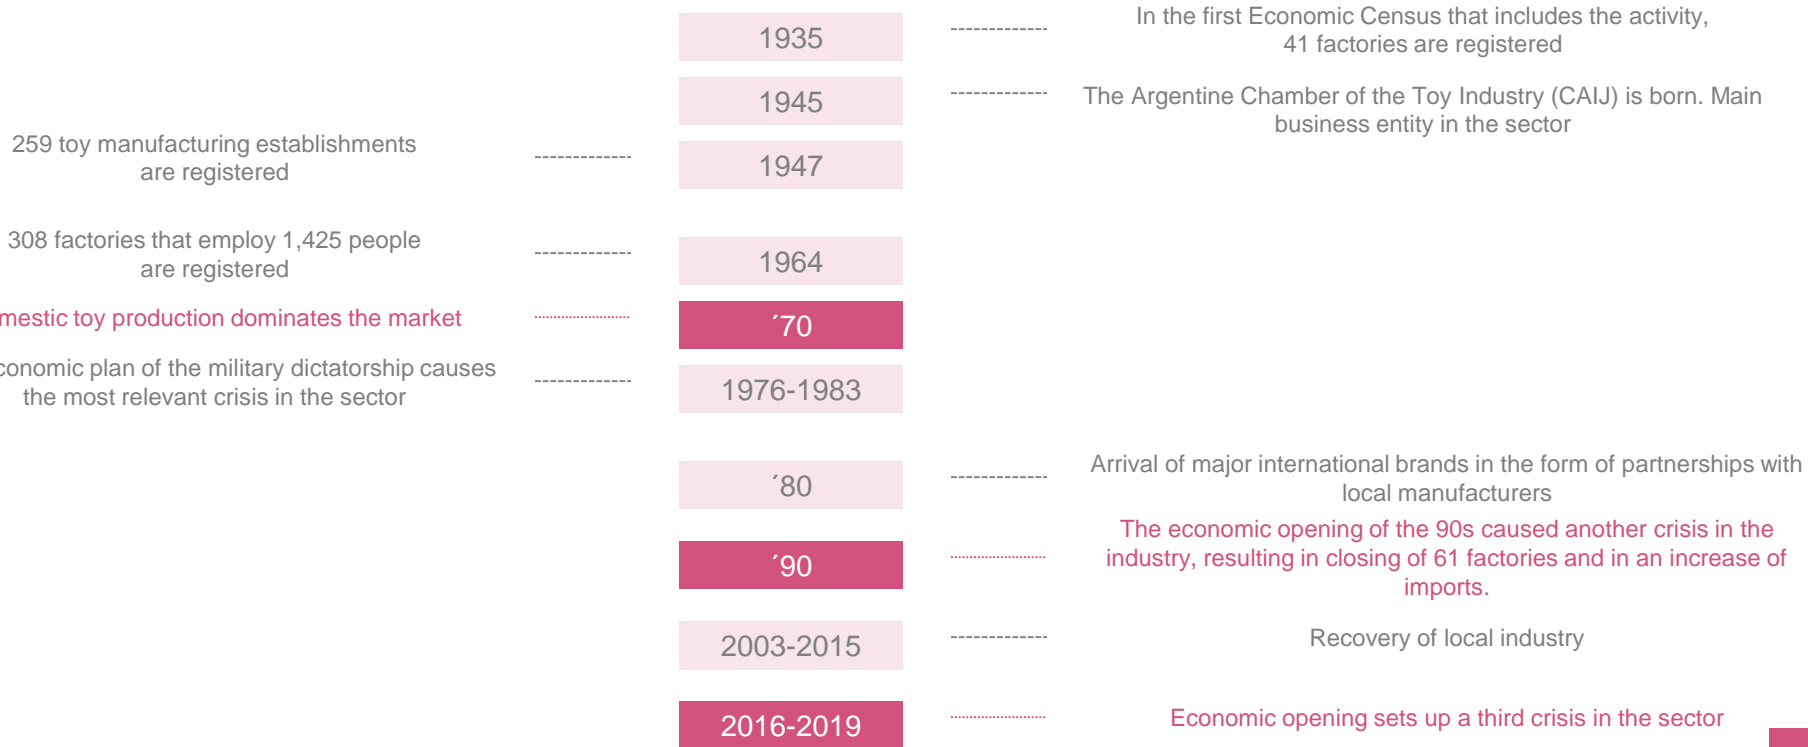 1935
In the first Economic Census that includes the activity,
41 factories are registered
1945
The Argentine Chamber of the Toy Industry (CAIJ) is born. Main
business entity in the sector
259 toy manufacturing establishments
are registered
1947
308 factories that employ 1,425 people
are registered
1964
mestic toy production dominates the market
´70
conomic plan of the military dictatorship causes
the most relevant crisis in the sector
1976-1983
´80
Arrival of major international brands in the form of partnerships with
local manufacturers
´90
The economic opening of the 90s caused another crisis in the
industry, resulting in closing of 61 factories and in an increase of
imports.
2003-2015
Recovery of local industry
2016-2019
Economic opening sets up a third crisis in the sector